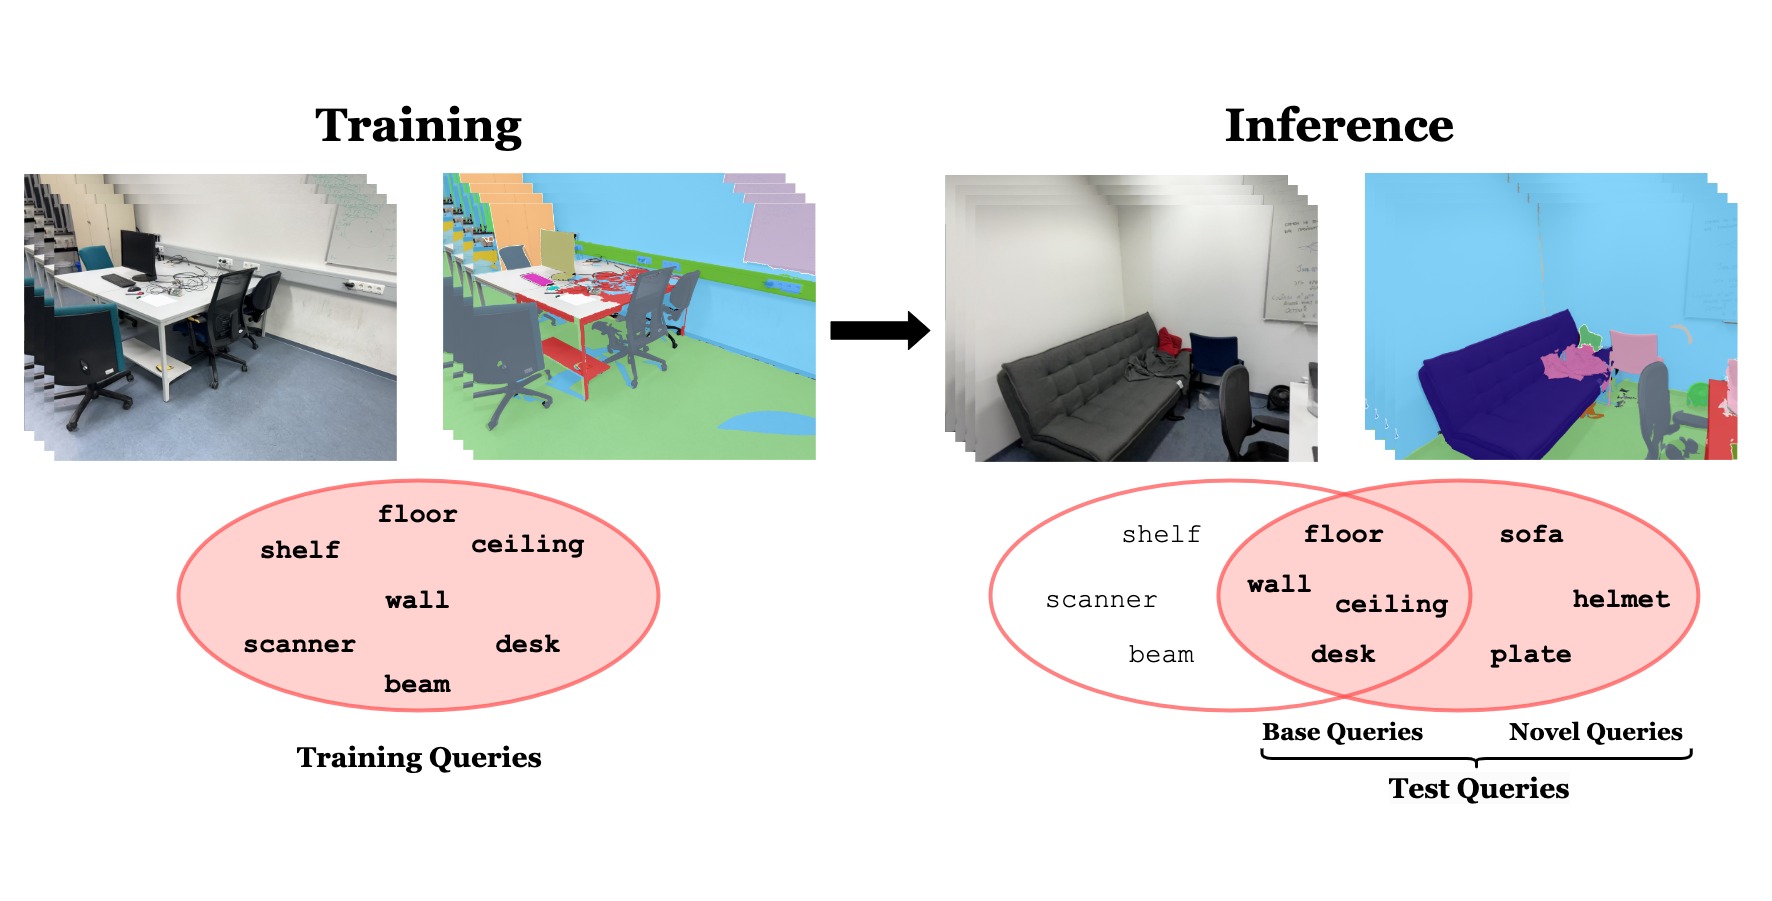 Training
Inference
floor
shelf
ceiling
wall
scanner
desk
beam
Training Queries
shelf
floor
sofa
wall
scanner
ceiling
helmet
beam
desk
plate
Base Queries
Novel Queries
Test Queries